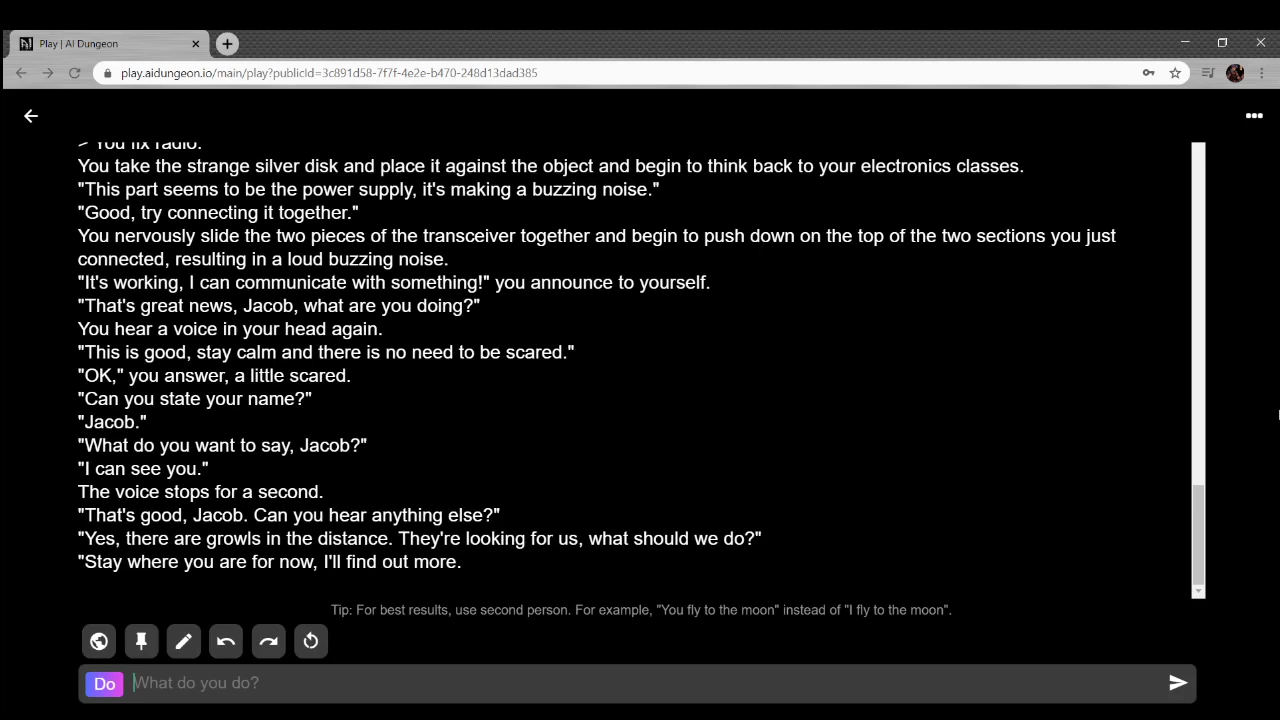 Play | AI Dungeon
play.aidungeon.io/main/play?publicId=3c891d58-7f7f-4e2e-b470-248d13dad385
> You fix radio.
You take the strange silver disk and place it against the object and begin to think back to your electronics classes.
"This part seems to be the power supply, it's making a buzzing noise."
"Good, try connecting it together."
You nervously slide the two pieces of the transceiver together and begin to push down on the top of the two sections you just
connected, resulting in a loud buzzing noise.
"It's working, I can communicate with something!" you announce to yourself.
"That's great news, Jacob, what are you doing?"
You hear a voice in your head again.
"This is good, stay calm and there is no need to be scared."
"OK," you answer, a little scared.
"Can you state your name?"
"Jacob."
"What do you want to say, Jacob?"
"I can see you."
The voice stops for a second.
"That's good, Jacob. Can you hear anything else?"
"Yes, there are growls in the distance. They're looking for us, what should we do?"
"Stay where you are for now, I'll find out more.
Tip: For best results, use second person. For example, "You fly to the moon" instead of "I fly to the moon".
Do What do you do?